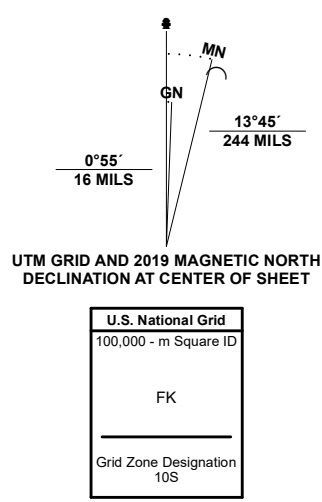 MN
GN
13°45´
244 MILS
0°55´
16 MILS
UTM GRID AND 2019 MAGNETIC NORTH
DECLINATION AT CENTER OF SHEET
U.S. National Grid
100,000 - m Square ID
FK
Grid Zone Designation
10S